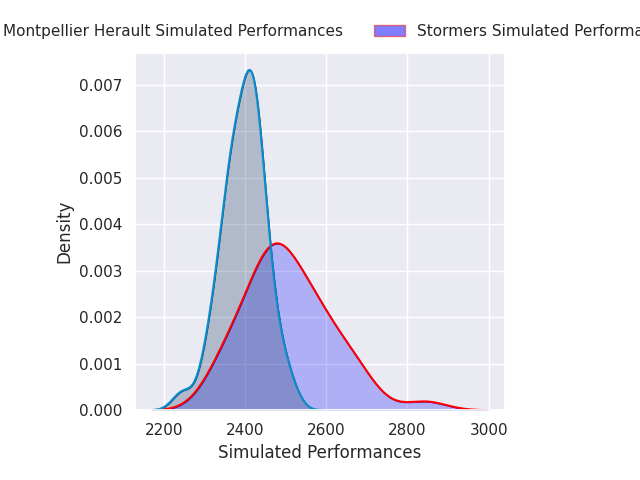 Montpellier Herault Simulated Performances Stormers Simulated Performa
0.007
0.006
0.005
0.004
0.003
0.002
0.001
0.000
Density
2200 2400 2600 2800 3000
Simulated Performances